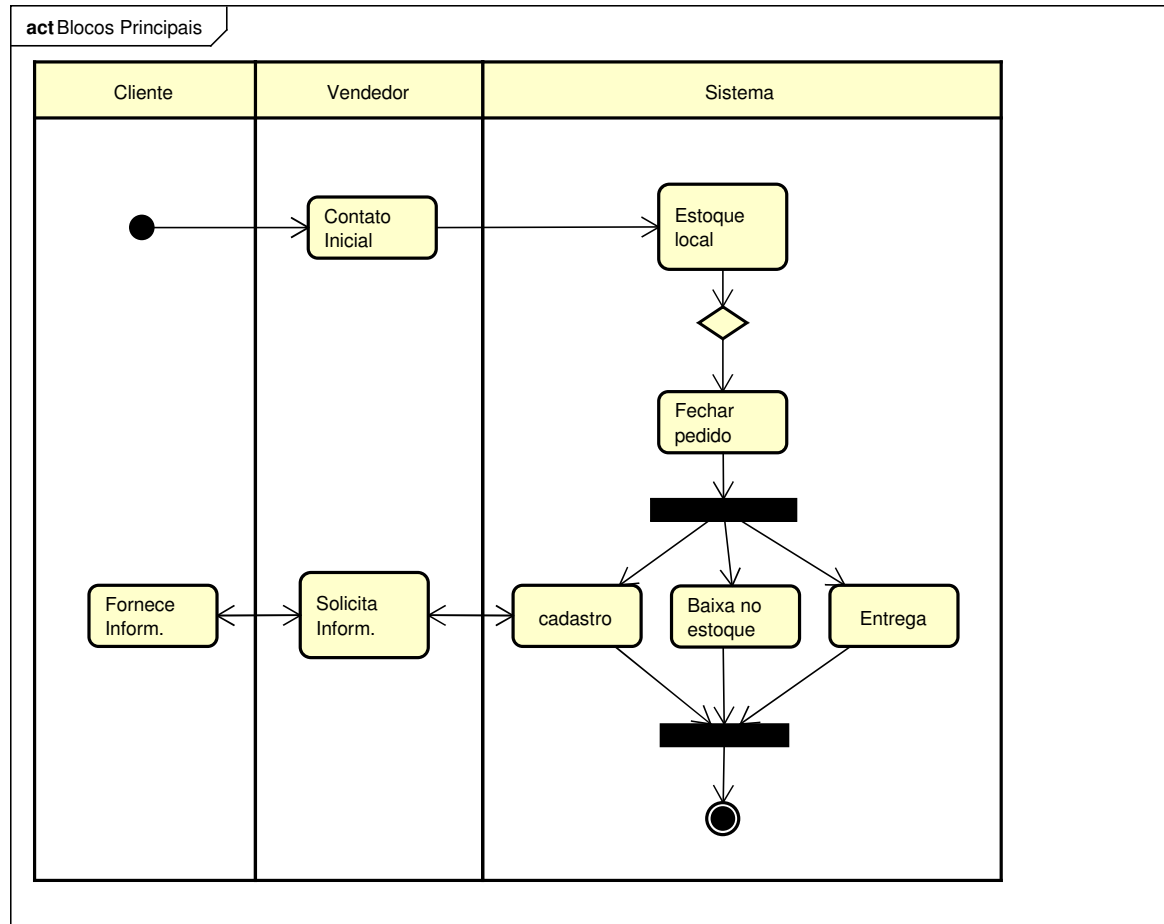 act Blocos Principais
Cliente
Vendedor
Sistema
Contato
Inicial
Estoque
local
Fechar
pedido
Fornece
Inform.
Solicita
Inform.
cadastro
Baixa no
estoque
Entrega